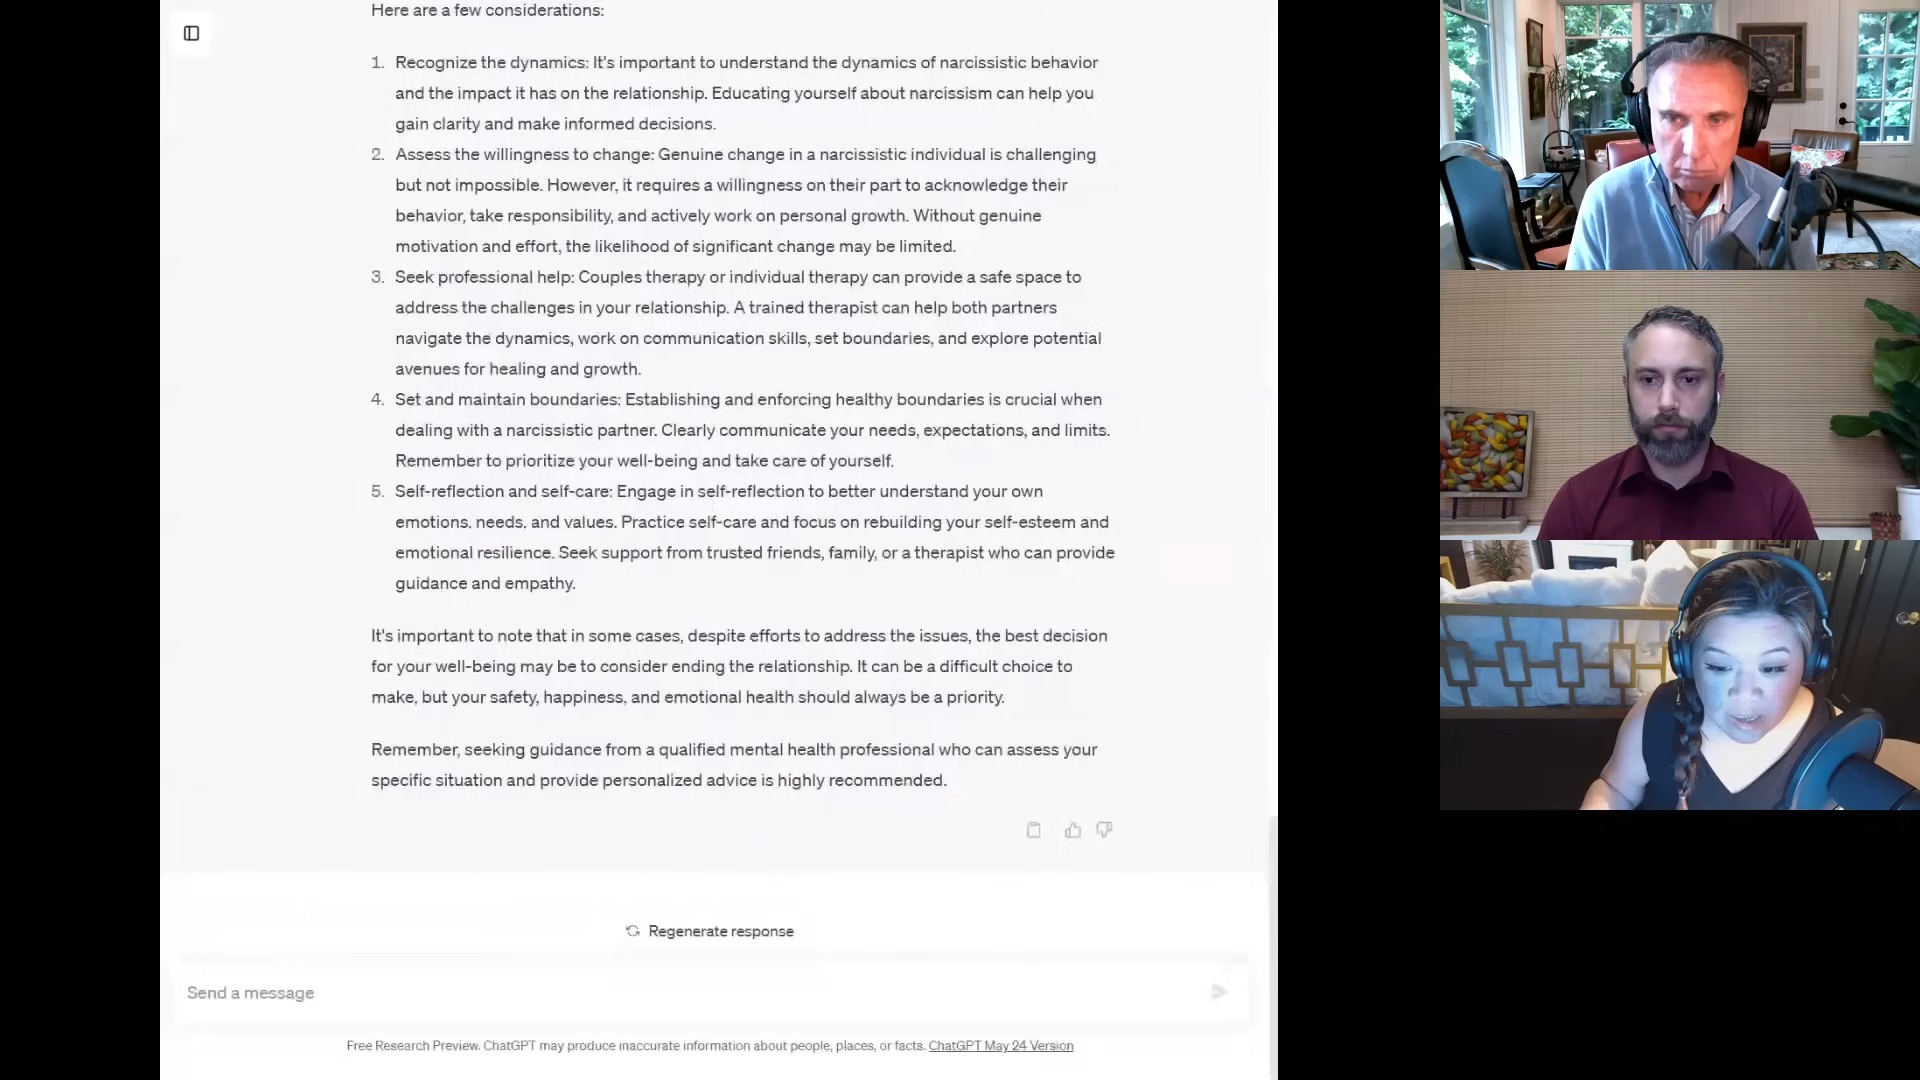 Here are a few considerations:
1. Recognize the dynamics: It's important to understand the dynamics of narcissistic behavior
and the impact it has on the relationship. Educating yourself about narcissism can help you
gain clarity and make informed decisions.
2. Assess the willingness to change: Genuine change in a narcissistic individual is challenging
but not impossible. However, it requires a willingness on their part to acknowledge their
behavior, take responsibility, and actively work on personal growth. Without genuine
motivation and effort, the likelihood of significant change may be limited.
3. Seek professional help: Couples therapy or individual therapy can provide a safe space to
address the challenges in your relationship. A trained therapist can help both partners
navigate the dynamics, work on communication skills, set boundaries, and explore potential
avenues for healing and growth.
4. Set and maintain boundaries: Establishing and enforcing healthy boundaries is crucial when
dealing with a narcissistic partner. Clearly communicate your needs, expectations, and limits.
Remember to prioritize your well-being and take care of yourself.
5. Self-reflection and self-care: Engage in self-reflection to better understand your own
emotions, needs, and values. Practice self-care and focus on rebuilding your self-esteem and
emotional resilience. Seek support from trusted friends, family, or a therapist who can provide
guidance and empathy.
It's important to note that in some cases, despite efforts to address the issues, the best decision
for your well-being may be to consider ending the relationship. It can be a difficult choice to
make, but your safety, happiness, and emotional health should always be a priority.
Remember, seeking guidance from a qualified mental health professional who can assess your
specific situation and provide personalized advice is highly recommended.
Regenerate response
Send a message
Free Research Preview. ChatGPT may produce inaccurate information about people, places, or facts. ChatGPT May 24 Version